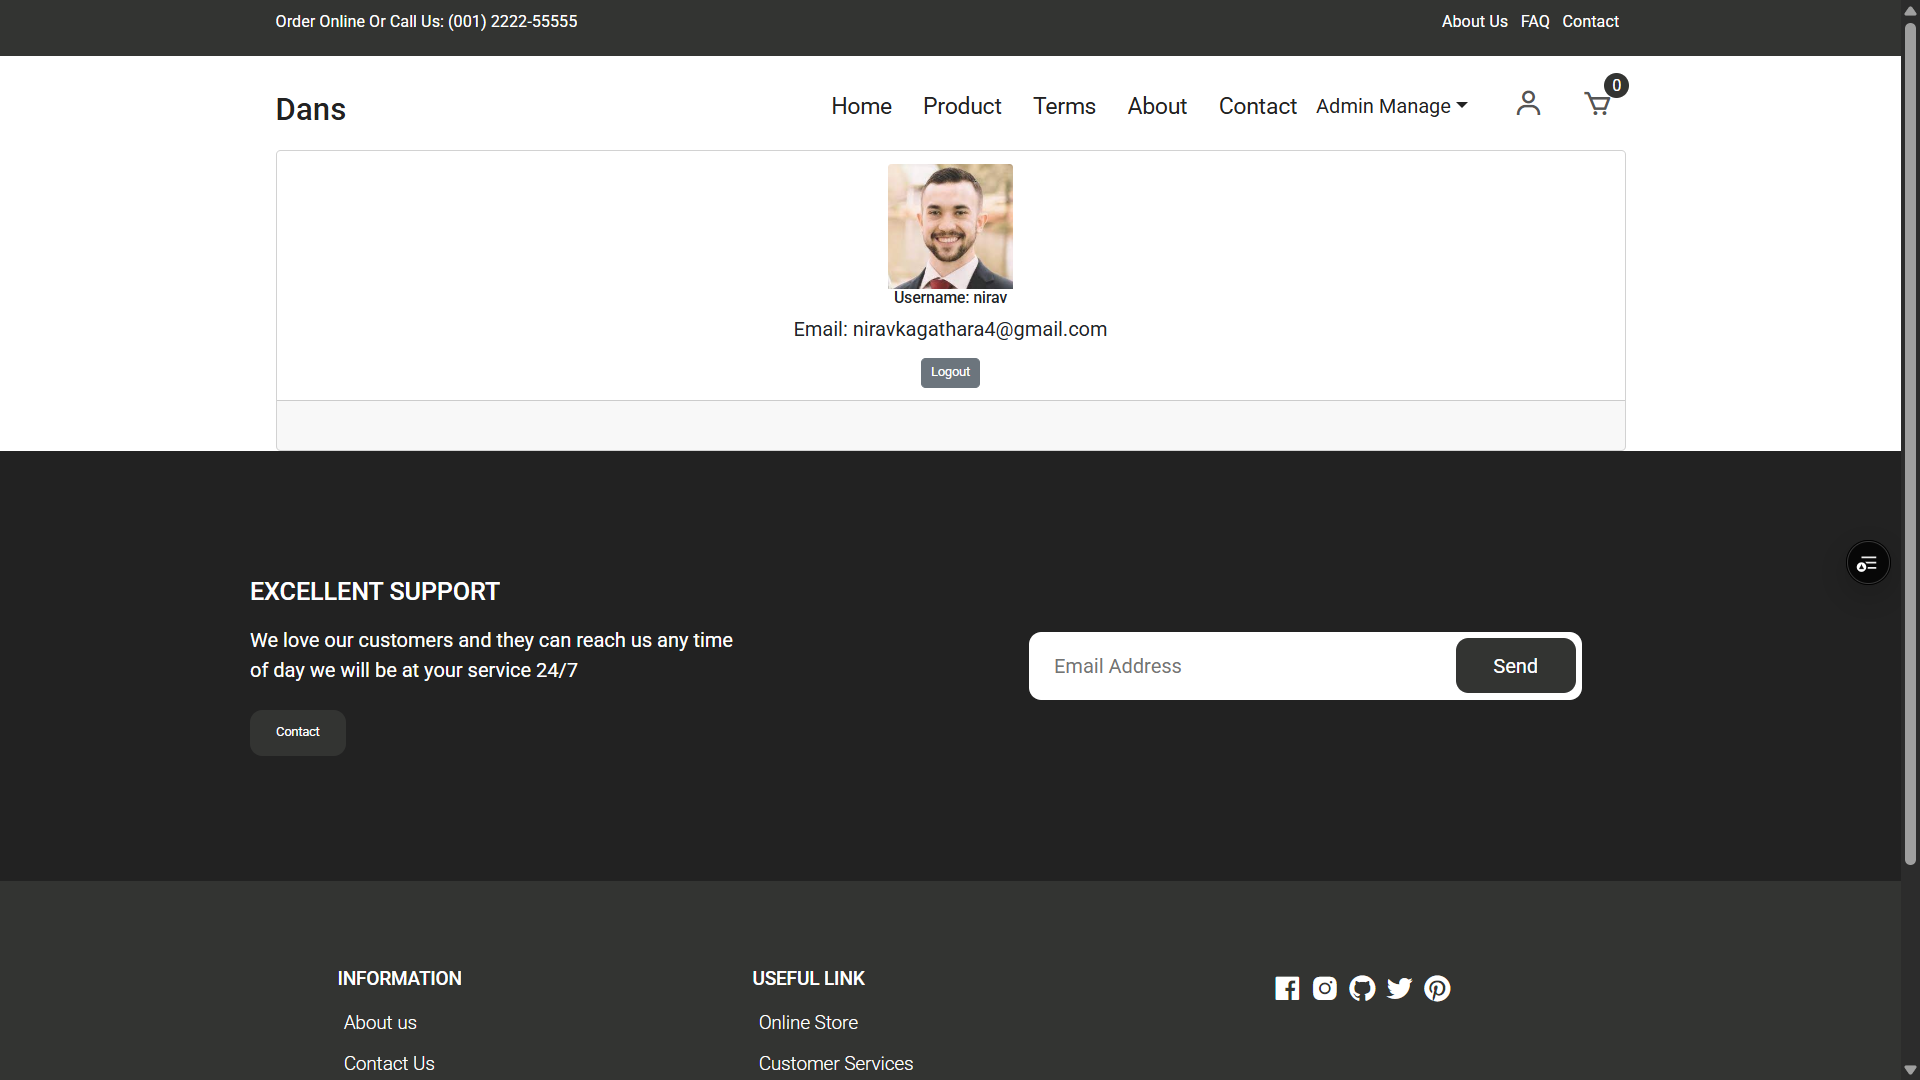 Order Online Or Call Us: (001) 2222-55555
About Us FAQ Contact
Dans
Home Product Terms About Contact Admin Manage
0
Username: nirav
Email: niravkagathara4@gmail.com
Logout
EXCELLENT SUPPORT
We love our customers and they can reach us any time
of day we will be at your service 24/7
Contact
Email Address
Send
INFORMATION
About us
Contact Us
USEFUL LINK
Online Store
Customer Services